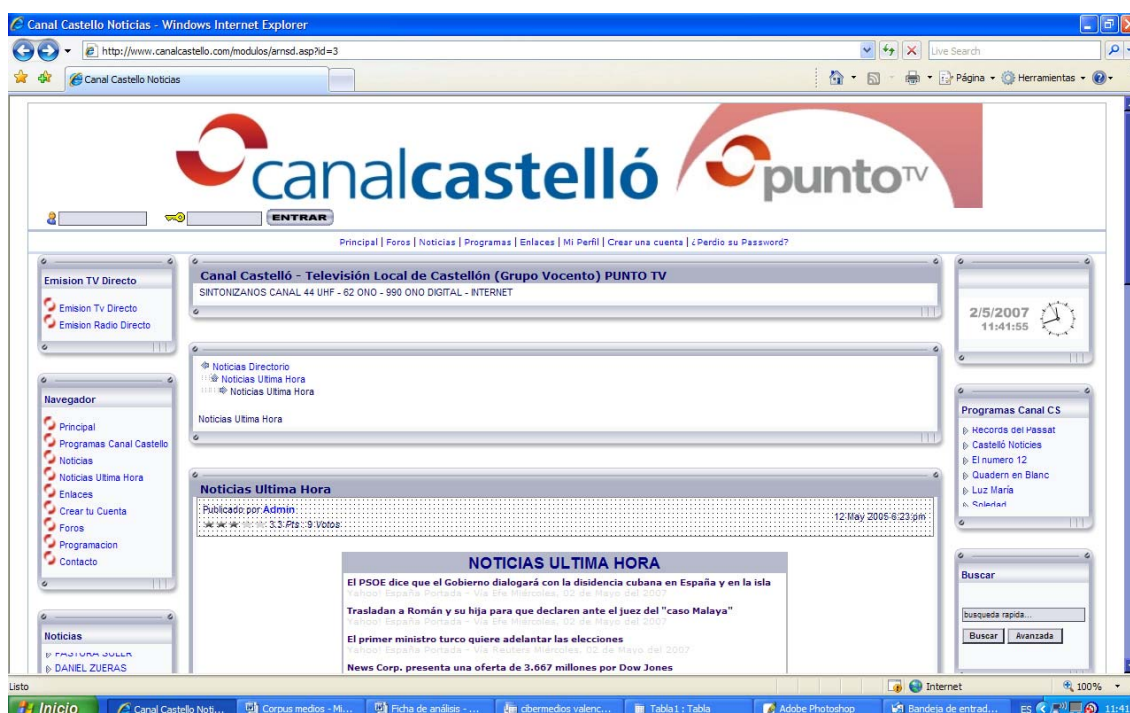 Canal Castello Noticias - Windows Internet Explorer
http://www.canalcastello.com/modulos/arnsd.asp?id=3
Live Search
Canal Castello Noticias
Página
Herramientas
canalcastelló
puntoTV
ENTRAR
Principal | Foros | Noticias | Programas | Enlaces | Mi Perfil | Crear una cuenta | ¿Perdio su Password?
Emision TV Directo
Emision Tv Directo
Emision Radio Directo
Navegador
Principal
Programas Canal Castello
Noticias
Noticias Ultima Hora
Enlaces
Crear tu Cuenta
Foros
Programacion
Contacto
Noticias
PASTORA SOLER
DANIEL ZUERAS
Canal Castelló - Televisión Local de Castellón (Grupo Vocento) PUNTO TV
SINTONIZANOS CANAL 44 UHF - 62 ONO - 990 ONO DIGITAL - INTERNET
Noticias Directorio
Noticias Ultima Hora
Noticias Ultima Hora
Noticias Ultima Hora
Noticias Ultima Hora
Publicado por Admin
3.3 Pts : 9 Votos
12 May 2005 6:23:pm
NOTICIAS ULTIMA HORA
El PSOE dice que el Gobierno dialogará con la disidencia cubana en España y en la isla
Yahoo! España Portada - Vía Efe Miércoles, 02 de Mayo del 2007
Trasladan a Román y su hija para que declaren ante el juez del "caso Malaya"
Yahoo! España Portada - Vía Efe Miércoles, 02 de Mayo del 2007
El primer ministro turco quiere adelantar las elecciones
Yahoo! España Portada - Vía Reuters Miércoles, 02 de Mayo del 2007
News Corp. presenta una oferta de 3.667 millones por Dow Jones
2/5/2007
11:41:55
Programas Canal CS
Records del Passat
Castelló Noticies
El numero 12
Quadern en Blanc
Luz María
Soledad
Buscar
busqueda rapida...
Buscar
Avanzada
Listo
Internet
100%
Inicio
Canal Castello Noti...
Corpus medios - Mi...
Ficha de análisis - ...
cibermedios valenc...
Tabla1 : Tabla
Adobe Photoshop
Bandeja de entrad...
ES
11:41